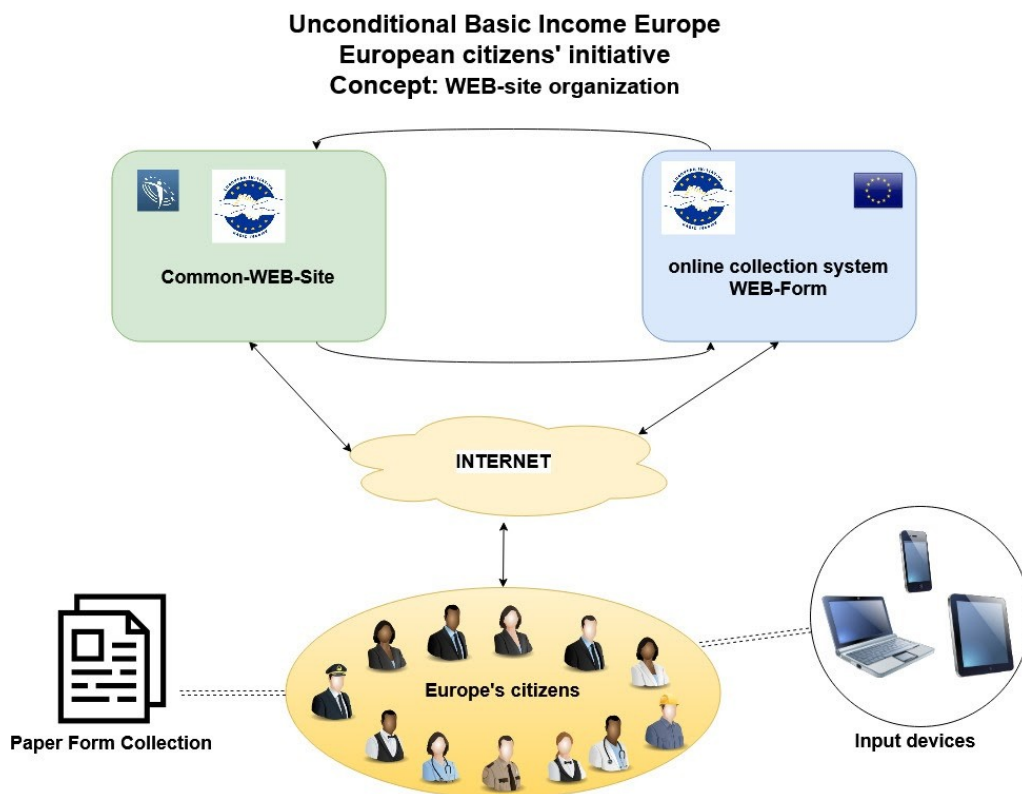 Unconditional Basic Income Europe
European citizens' initiative
Concept: WEB-site organization
Common-WEB-Site
online collection system
WEB-Form
INTERNET
Europe's citizens
Paper Form Collection
Input devices